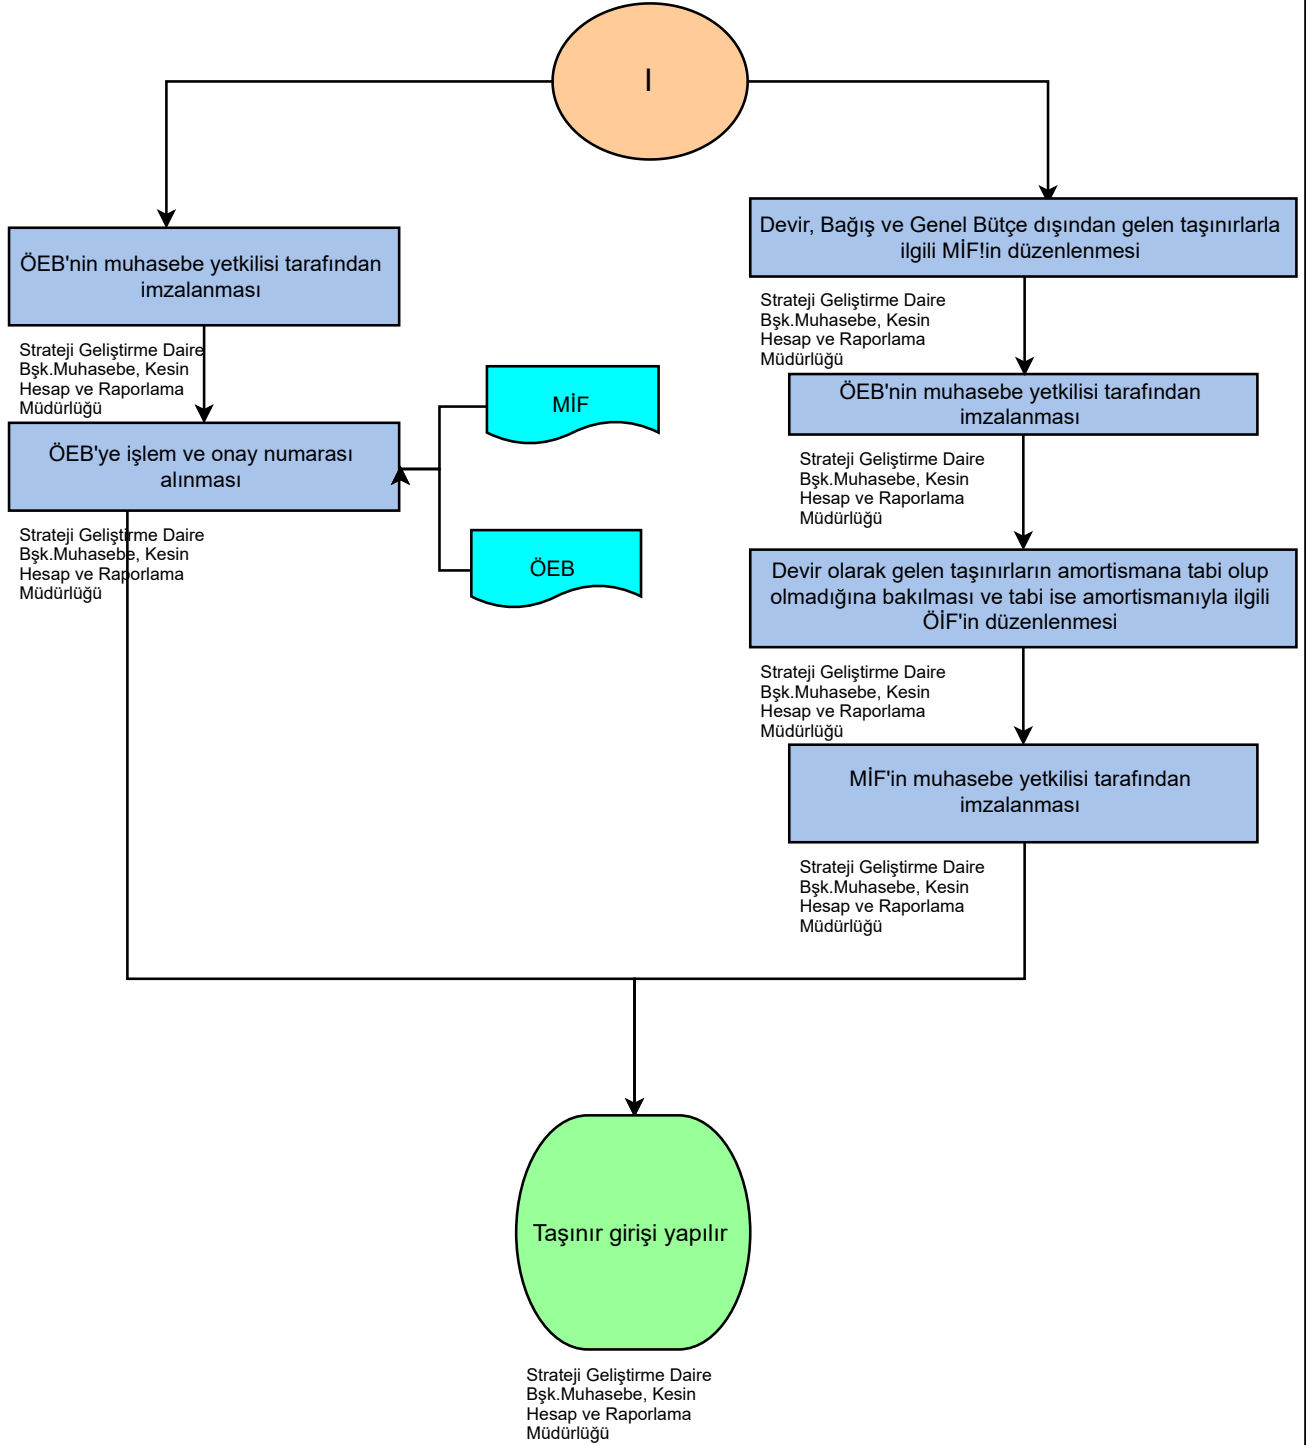 I
ÖEB'nin muhasebe yetkilisi tarafından
imzalanması
Strateji Geliştirme Daire
Bşk.Muhasebe, Kesin
Hesap ve Raporlama
Müdürlüğü
ÖEB'ye işlem ve onay numarası
alınması
Strateji Geliştirme Daire
Bşk.Muhasebe, Kesin
Hesap ve Raporlama
Müdürlüğü
MİF
ÖEB
Devir, Bağış ve Genel Bütçe dışından gelen taşınırlarla
ilgili MİF!in düzenlenmesi
Strateji Geliştirme Daire
Bşk.Muhasebe, Kesin
Hesap ve Raporlama
Müdürlüğü
ÖEB'nin muhasebe yetkilisi tarafından
imzalanması
Strateji Geliştirme Daire
Bşk.Muhasebe, Kesin
Hesap ve Raporlama
Müdürlüğü
Devir olarak gelen taşınırların amortismana tabi olup
olmadığına bakılması ve tabi ise amortismanıyla ilgili
ÖİF'in düzenlenmesi
Strateji Geliştirme Daire
Bşk.Muhasebe, Kesin
Hesap ve Raporlama
Müdürlüğü
MİF'in muhasebe yetkilisi tarafından
imzalanması
Strateji Geliştirme Daire
Bşk.Muhasebe, Kesin
Hesap ve Raporlama
Müdürlüğü
Taşınır girişi yapılır
Strateji Geliştirme Daire
Bşk.Muhasebe, Kesin
Hesap ve Raporlama
Müdürlüğü